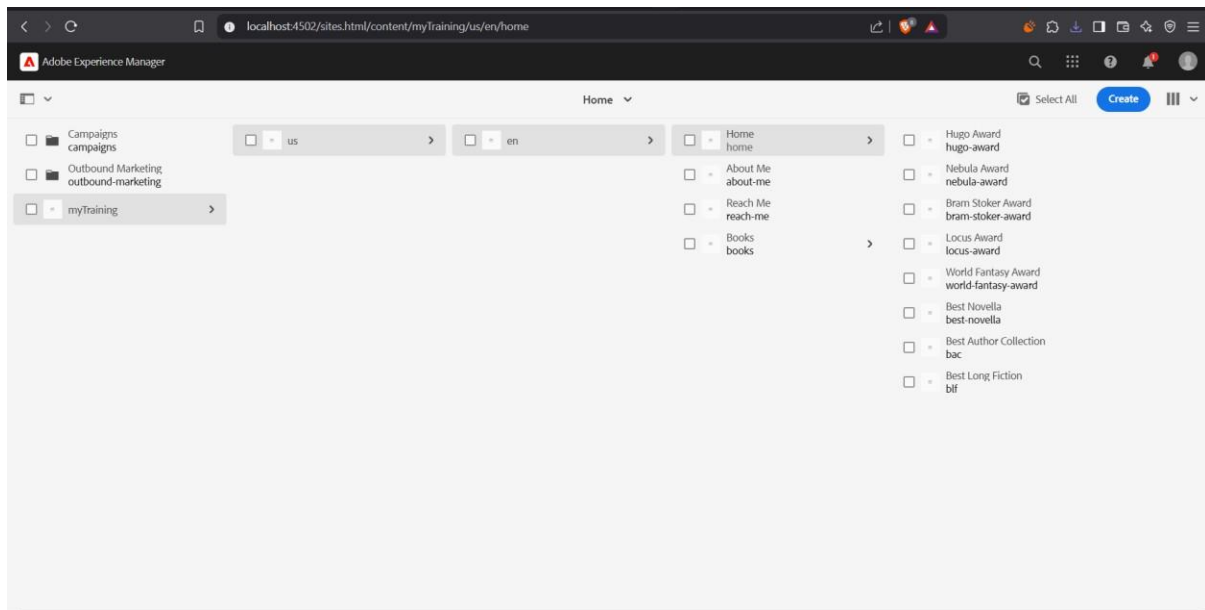 localhost:4502/sites.html/content/myTraining/us/en/home
Adobe Experience Manager
Home
Select All
Create
Campaigns
campaigns
Outbound Marketing
outbound-marketing
myTraining
us
en
Home
home
About Me
about-me
Reach Me
reach-me
Books
books
Hugo Award
hugo-award
Nebula Award
nebula-award
Bram Stoker Award
bram-stoker-award
Locus Award
locus-award
World Fantasy Award
world-fantasy-award
Best Novella
best-novella
Best Author Collection
bac
Best Long Fiction
blf